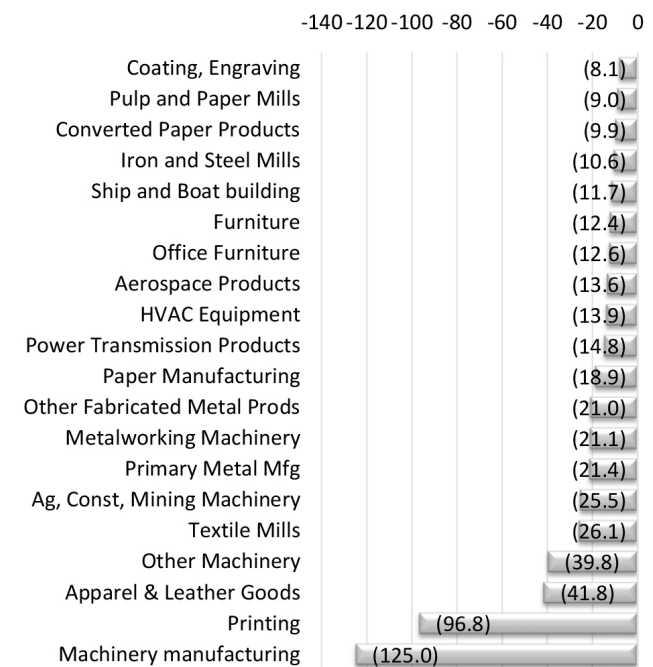 -140 -120 -100 -80 -60 -40 -20 0
Coating, Engraving (8.1)
Pulp and Paper Mills (9.0)
Converted Paper Products (9.9)
Iron and Steel Mills (10.6)
Ship and Boat building (11.7)
Furniture (12.4)
Office Furniture (12.6)
Aerospace Products (13.6)
HVAC Equipment (13.9)
Power Transmission Products (14.8)
Paper Manufacturing (18.9)
Other Fabricated Metal Prods (21.0)
Metalworking Machinery (21.1)
Primary Metal Mfg (21.4)
Ag, Const, Mining Machinery (25.5)
Textile Mills (26.1)
Other Machinery (39.8)
Apparel & Leather Goods (41.8)
Printing (96.8)
Machinery manufacturing (125.0)